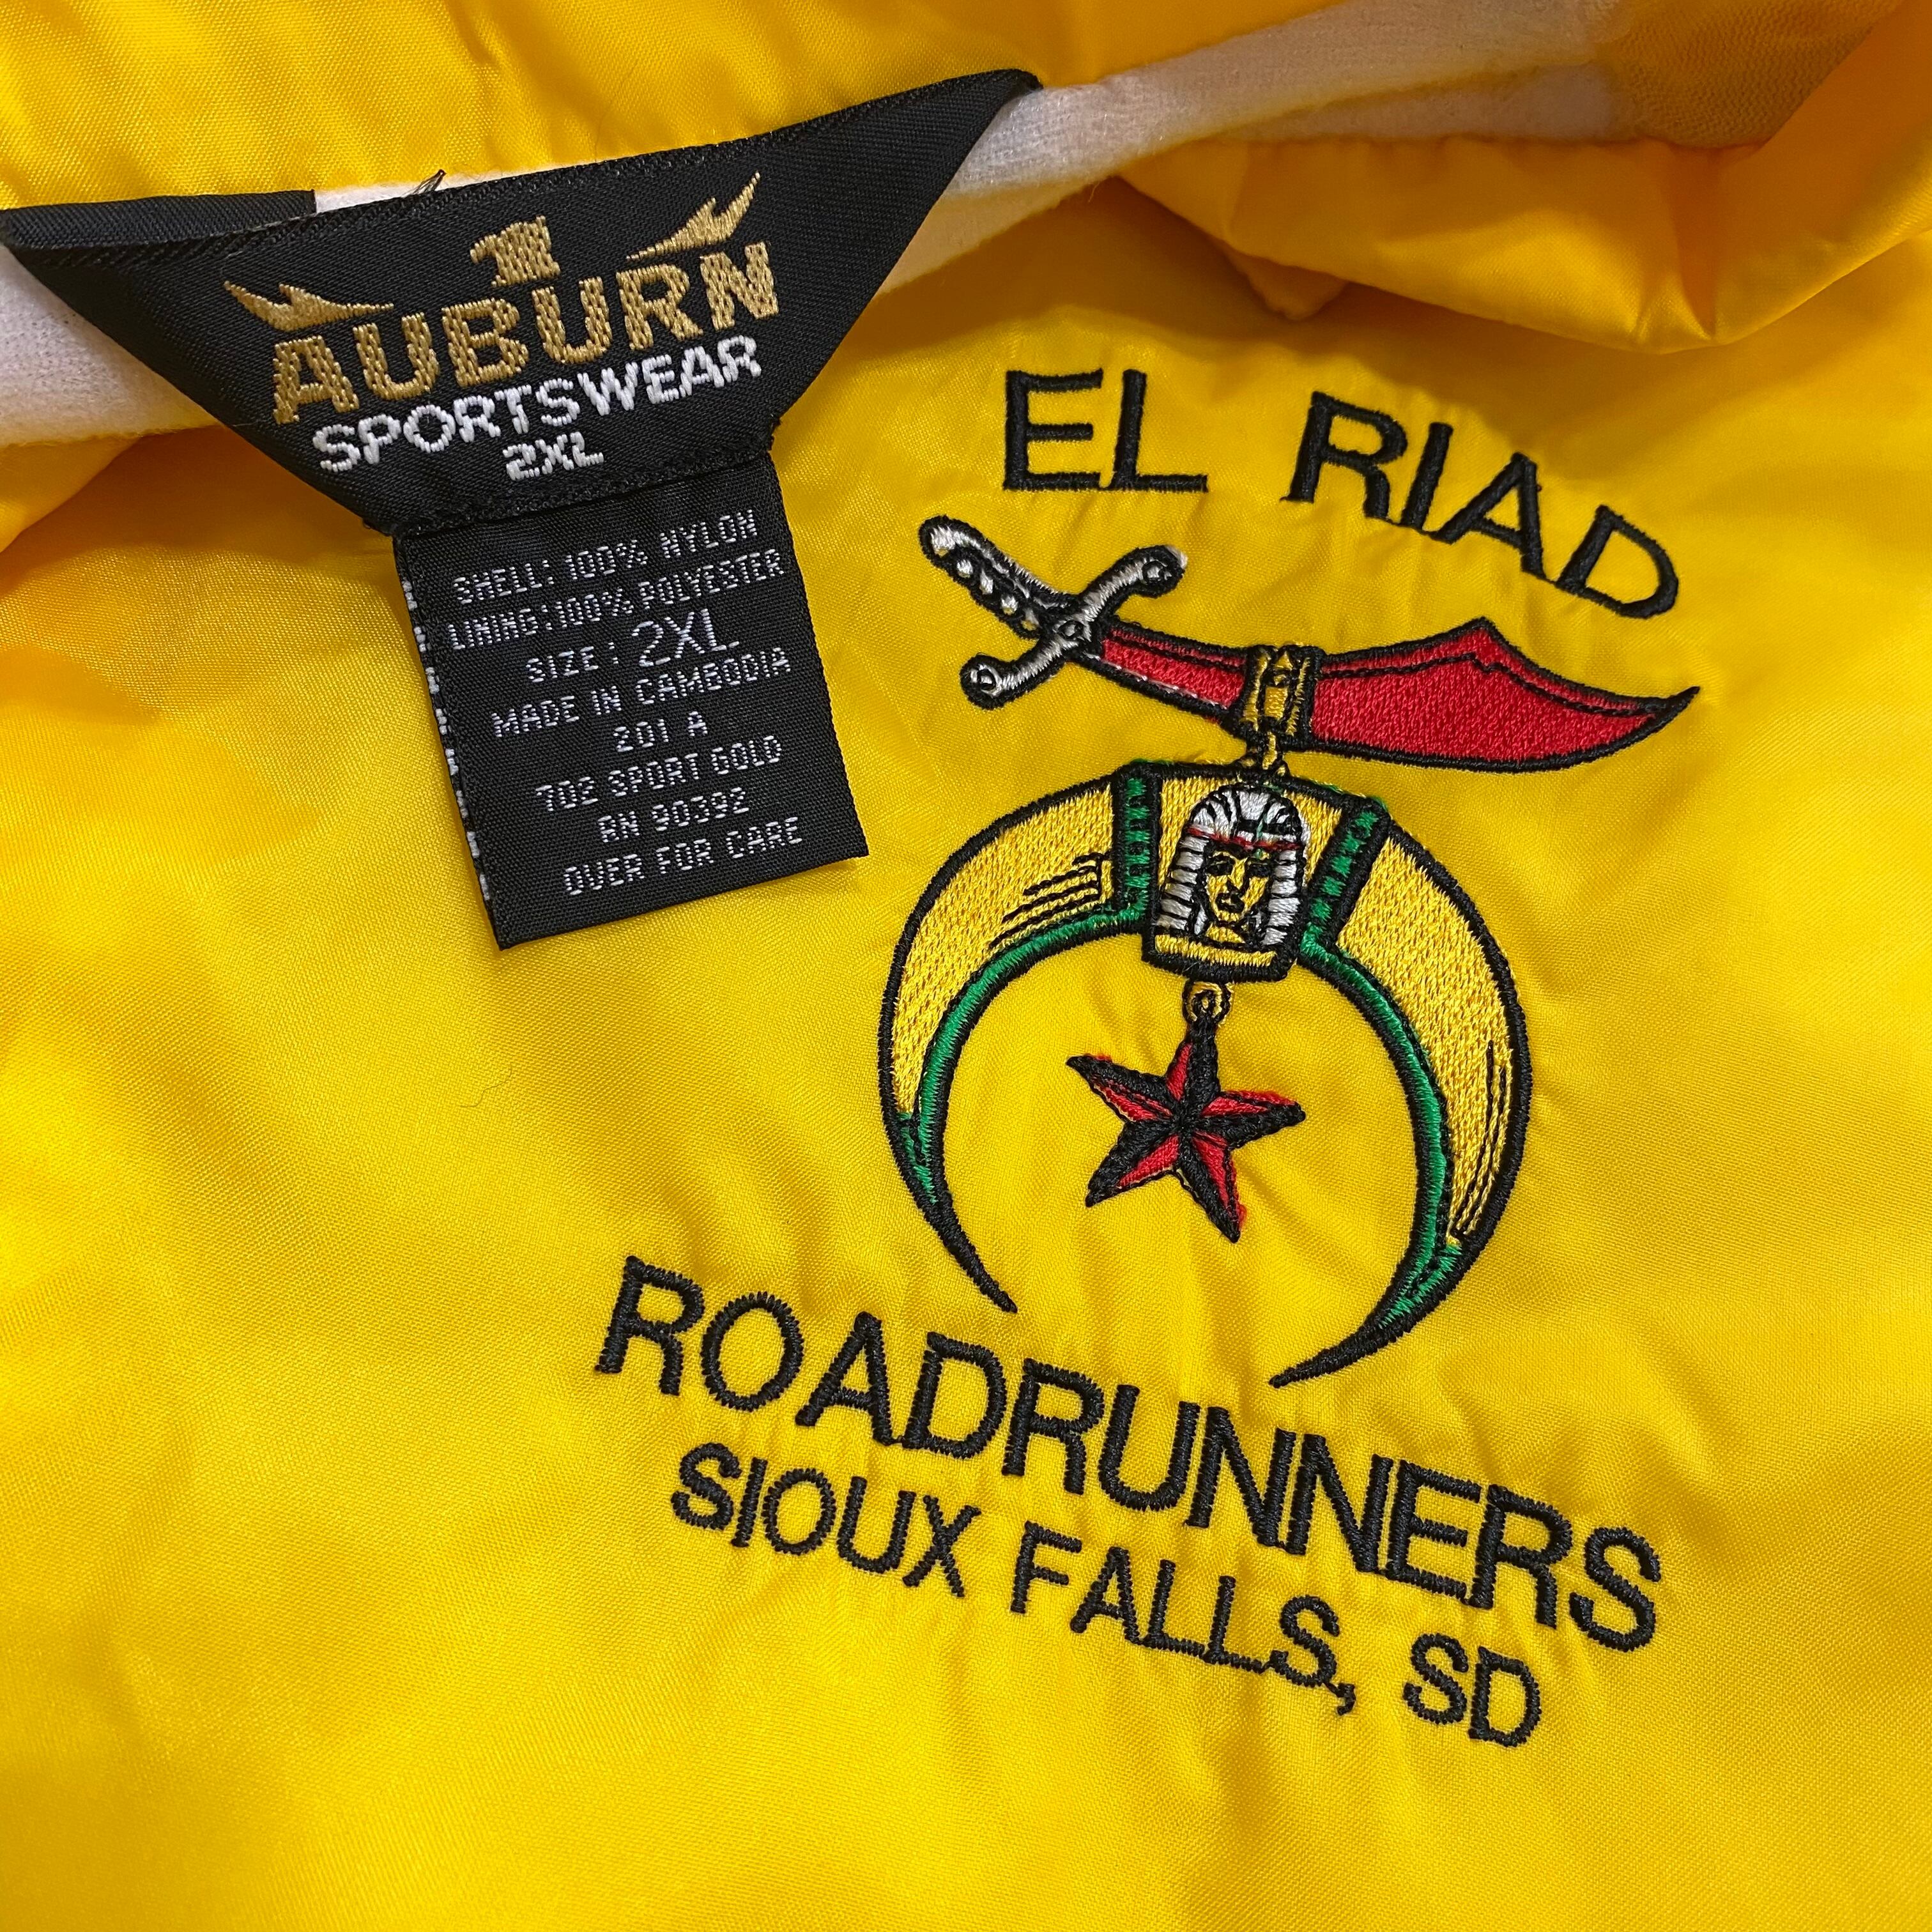 1
AUBURN
SPORTSWEAR
2XL
SHELL: 100% NYLON
LINING: 100% POLYESTER
SIZE: 2XL
MADE IN CAMBODIA
201 A
702 SPORT GOLD
RN 90392
OVER FOR CARE
EL RIAD
ROADRUNNERS
SIOUX FALLS, SD